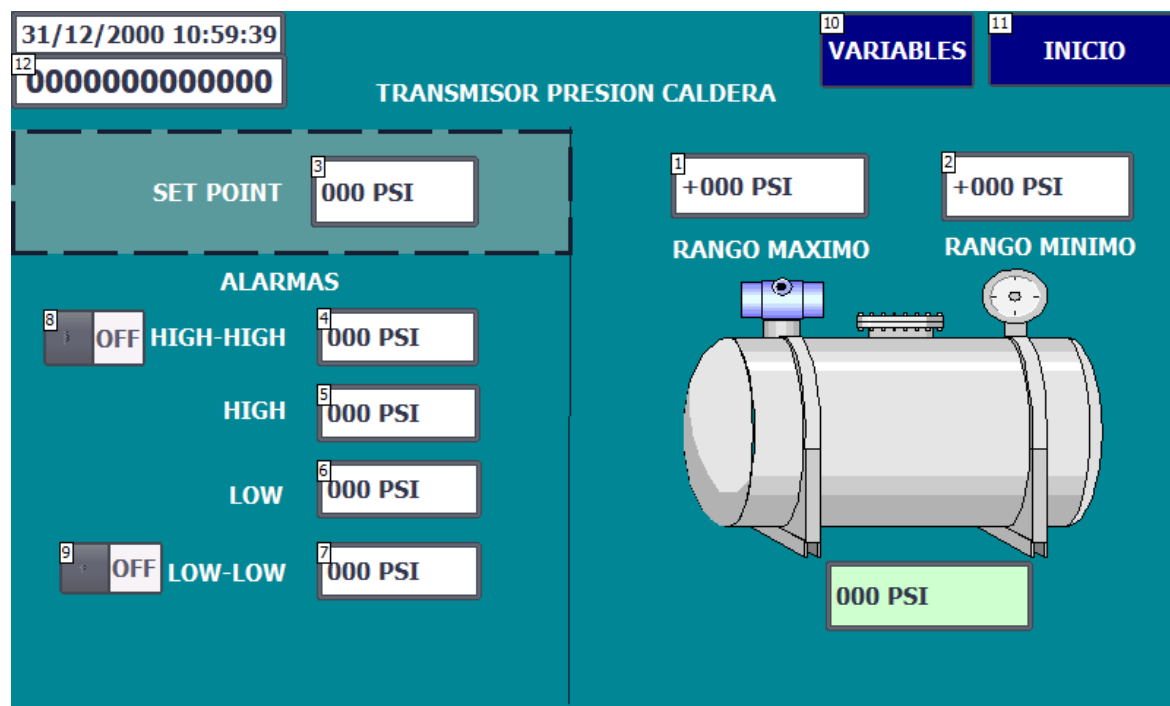 31/12/2000 10:59:39
10
VARIABLES
11
INICIO
12
0000000000000
TRANSMISOR PRESION CALDERA
SET POINT
3
000 PSI
1
+000 PSI
2
+000 PSI
RANGO MAXIMO
RANGO MINIMO
ALARMAS
8
OFF
HIGH-HIGH
4
000 PSI
HIGH
5
000 PSI
LOW
6
000 PSI
9
OFF
LOW-LOW
7
000 PSI
000 PSI